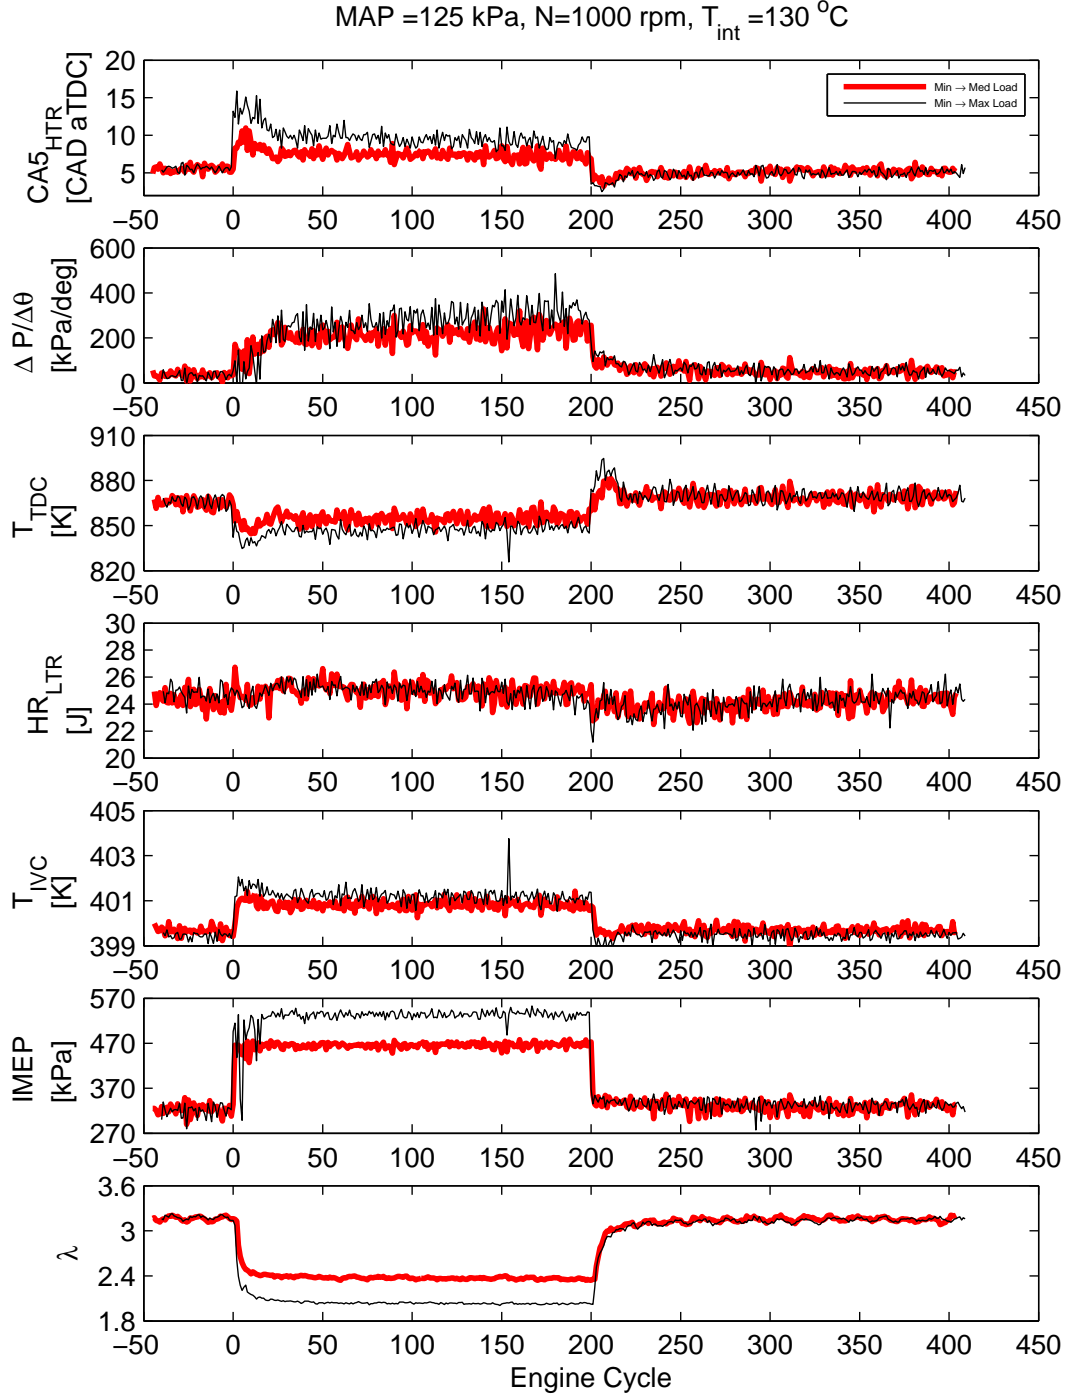 MAP =125 kPa, N=1000 rpm, T_int =130 °C
CA5_HTR
[CAD aTDC]
20
15
10
5
Min → Med Load
Min → Max Load
−50 0 50 100 150 200 250 300 350 400 450
Δ P/Δθ
[kPa/deg]
600
400
200
0
−50 0 50 100 150 200 250 300 350 400 450
T_TDC
[K]
910
880
850
820
−50 0 50 100 150 200 250 300 350 400 450
HR_LTR
[J]
30
28
26
24
22
20
−50 0 50 100 150 200 250 300 350 400 450
T_IVC
[K]
405
403
401
399
−50 0 50 100 150 200 250 300 350 400 450
IMEP
[kPa]
570
470
370
270
−50 0 50 100 150 200 250 300 350 400 450
λ
3.6
3
2.4
1.8
−50 0 50 100 150 200 250 300 350 400 450
Engine Cycle